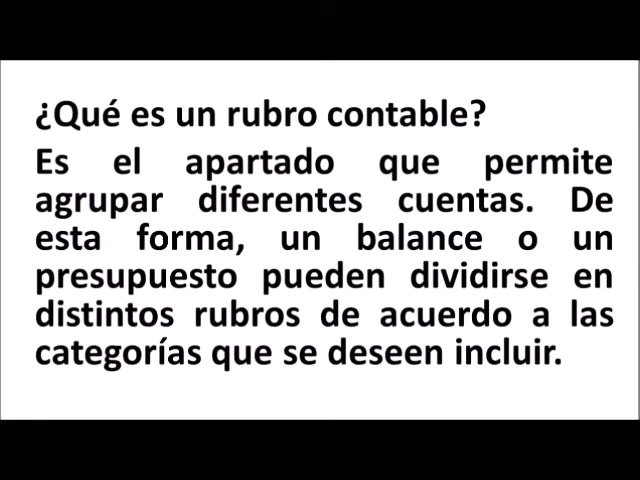 ¿Qué es un rubro contable?
Es el apartado que permite
agrupar diferentes cuentas. De
esta forma, un balance o un
presupuesto pueden dividirse en
distintos rubros de acuerdo a las
categorías que se deseen incluir.